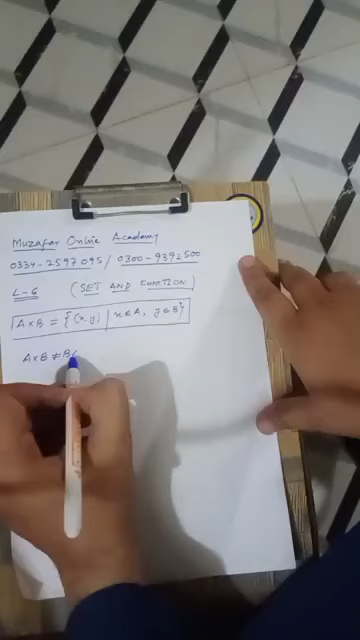 Muzafar Online Academy
0334-2597095 / 0300-9392500
L-6 (SET AND FUNCTION)
A×B = {(x,y) | x∈A, y∈B}
A×B ≠ B